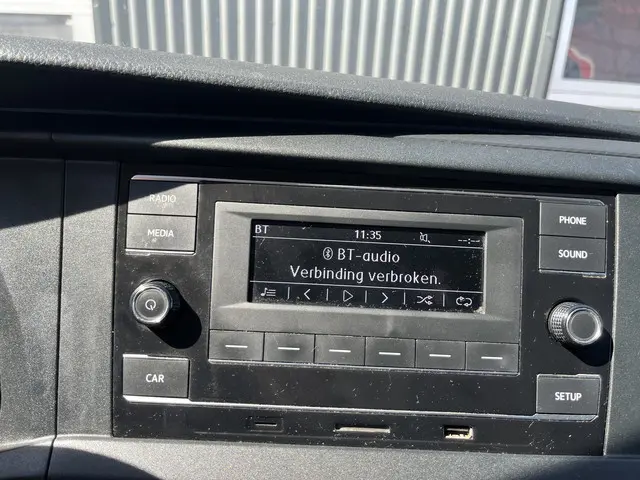 RADIO
MEDIA
BT 11:35 --:--
BT-audio
Verbinding verbroken.
PHONE
SOUND
CAR
SETUP